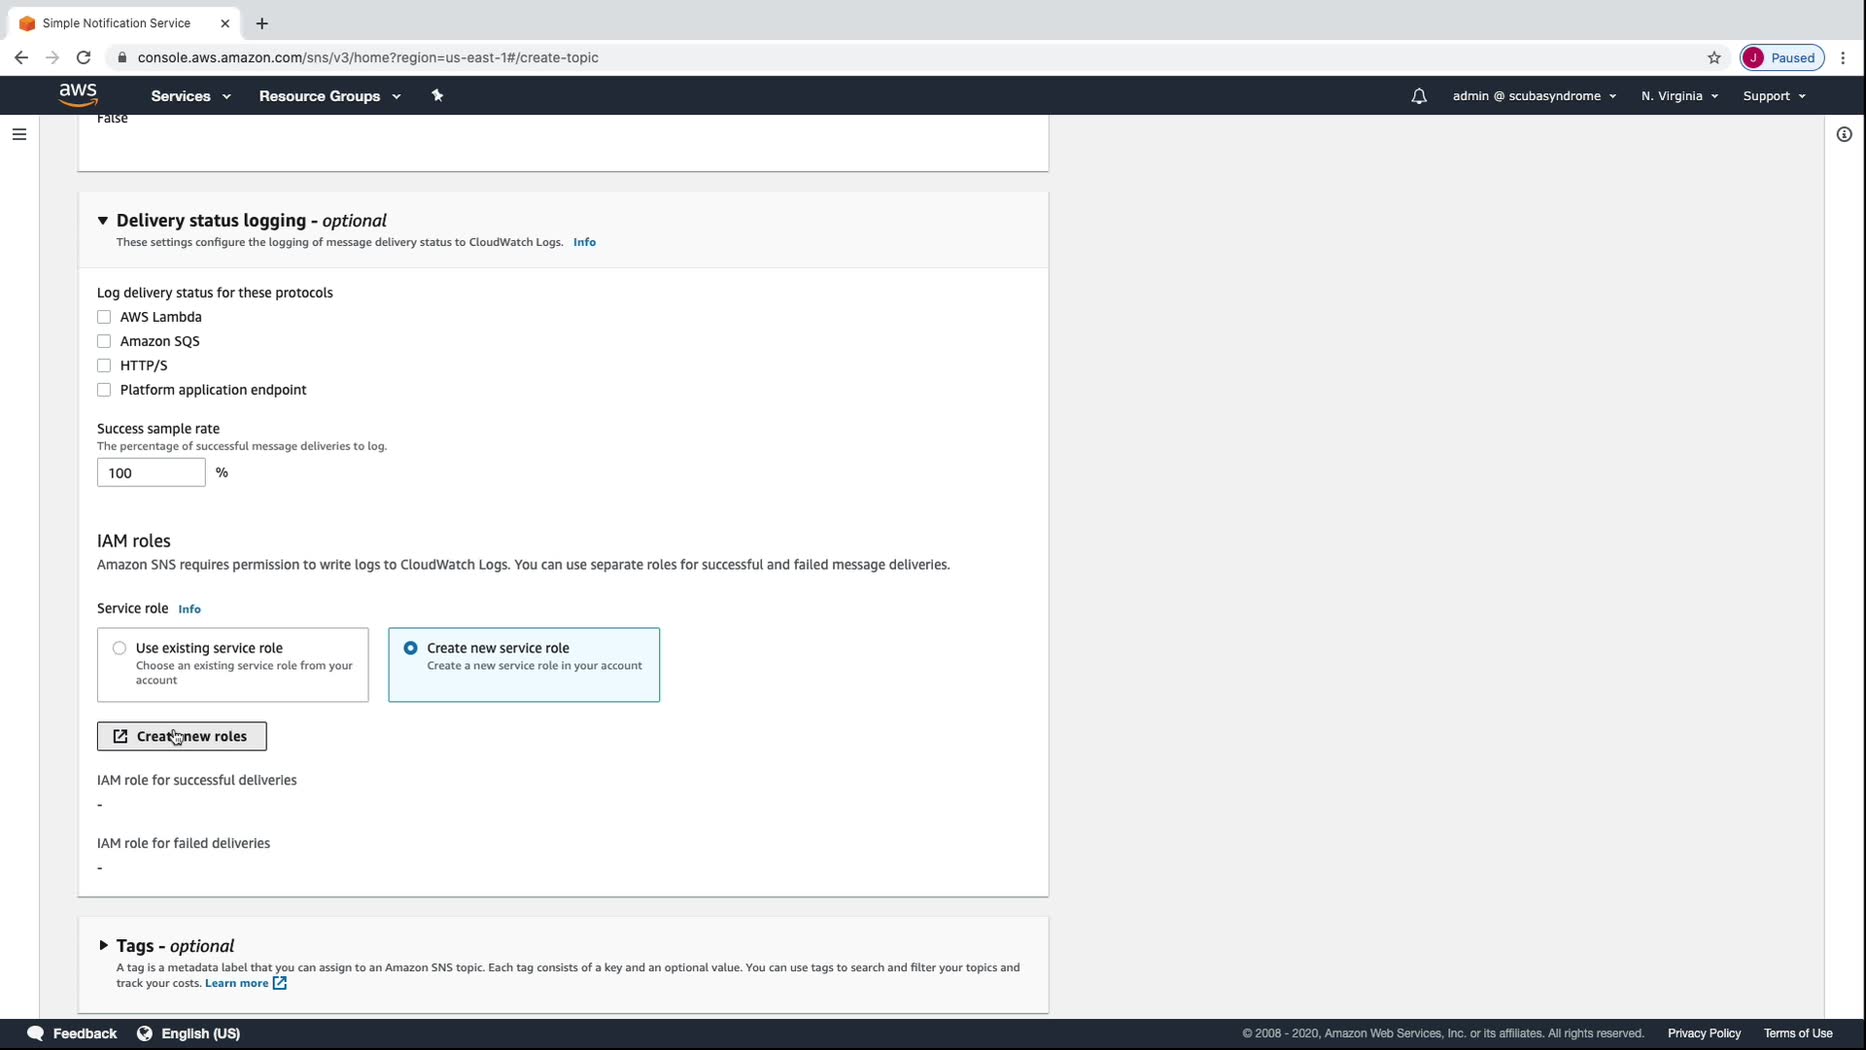 Simple Notification Service
console.aws.amazon.com/sns/v3/home?region=us-east-1#/create-topic
J Paused
aws Services Resource Groups admin @ scubasyndrome N. Virginia Support
False
Delivery status logging - optional
These settings configure the logging of message delivery status to CloudWatch Logs. Info
Log delivery status for these protocols
AWS Lambda
Amazon SQS
HTTP/S
Platform application endpoint
Success sample rate
The percentage of successful message deliveries to log.
100 %
IAM roles
Amazon SNS requires permission to write logs to CloudWatch Logs. You can use separate roles for successful and failed message deliveries.
Service role Info
Use existing service role
Choose an existing service role from your
account
Create new service role
Create a new service role in your account
Create new roles
IAM role for successful deliveries
-
IAM role for failed deliveries
-
Tags - optional
A tag is a metadata label that you can assign to an Amazon SNS topic. Each tag consists of a key and an optional value. You can use tags to search and filter your topics and
track your costs. Learn more
Feedback English (US) © 2008 - 2020, Amazon Web Services, Inc. or its affiliates. All rights reserved. Privacy Policy Terms of Use